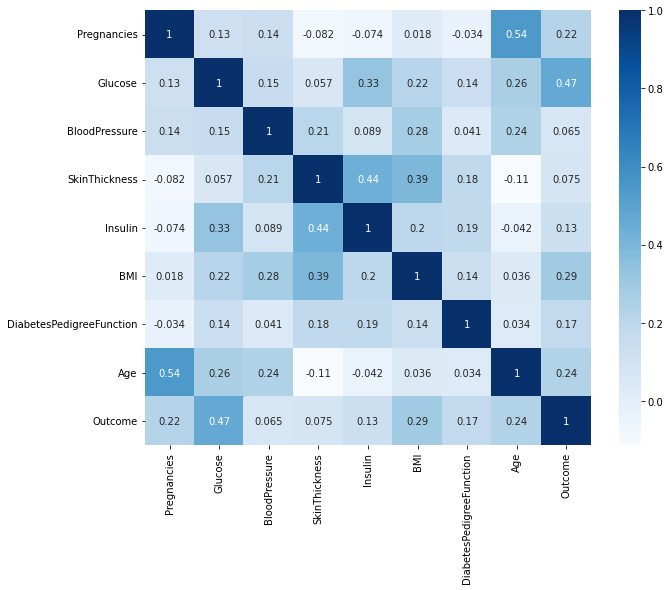 Pregnancies 1 0.13 0.14 -0.082 -0.074 0.018 -0.034 0.54 0.22
Glucose 0.13 1 0.15 0.057 0.33 0.22 0.14 0.26 0.47
BloodPressure 0.14 0.15 1 0.21 0.089 0.28 0.041 0.24 0.065
SkinThickness -0.082 0.057 0.21 1 0.44 0.39 0.18 -0.11 0.075
Insulin -0.074 0.33 0.089 0.44 1 0.2 0.19 -0.042 0.13
BMI 0.018 0.22 0.28 0.39 0.2 1 0.14 0.036 0.29
DiabetesPedigreeFunction -0.034 0.14 0.041 0.18 0.19 0.14 1 0.034 0.17
Age 0.54 0.26 0.24 -0.11 -0.042 0.036 0.034 1 0.24
Outcome 0.22 0.47 0.065 0.075 0.13 0.29 0.17 0.24 1
Pregnancies
Glucose
BloodPressure
SkinThickness
Insulin
BMI
DiabetesPedigreeFunction
Age
Outcome
1.0
0.8
0.6
0.4
0.2
0.0